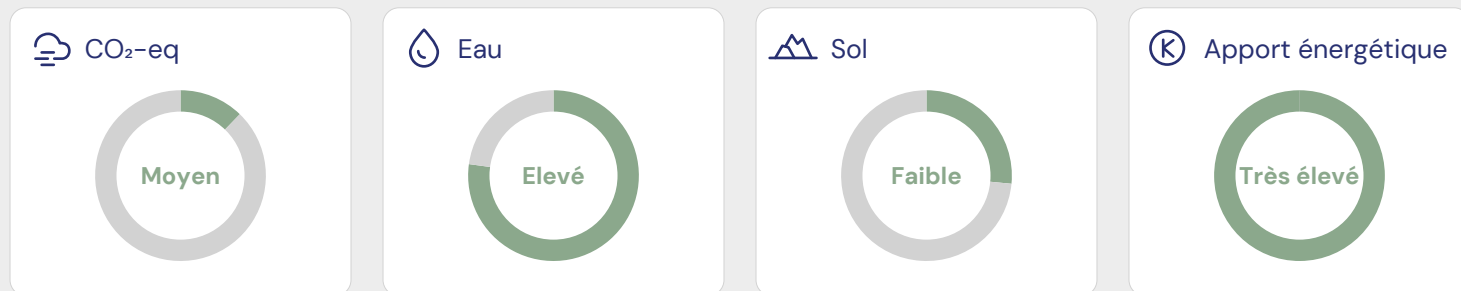 CO₂-eq
Moyen
Eau
Elevé
Sol
Faible
Apport énergétique
Très élevé